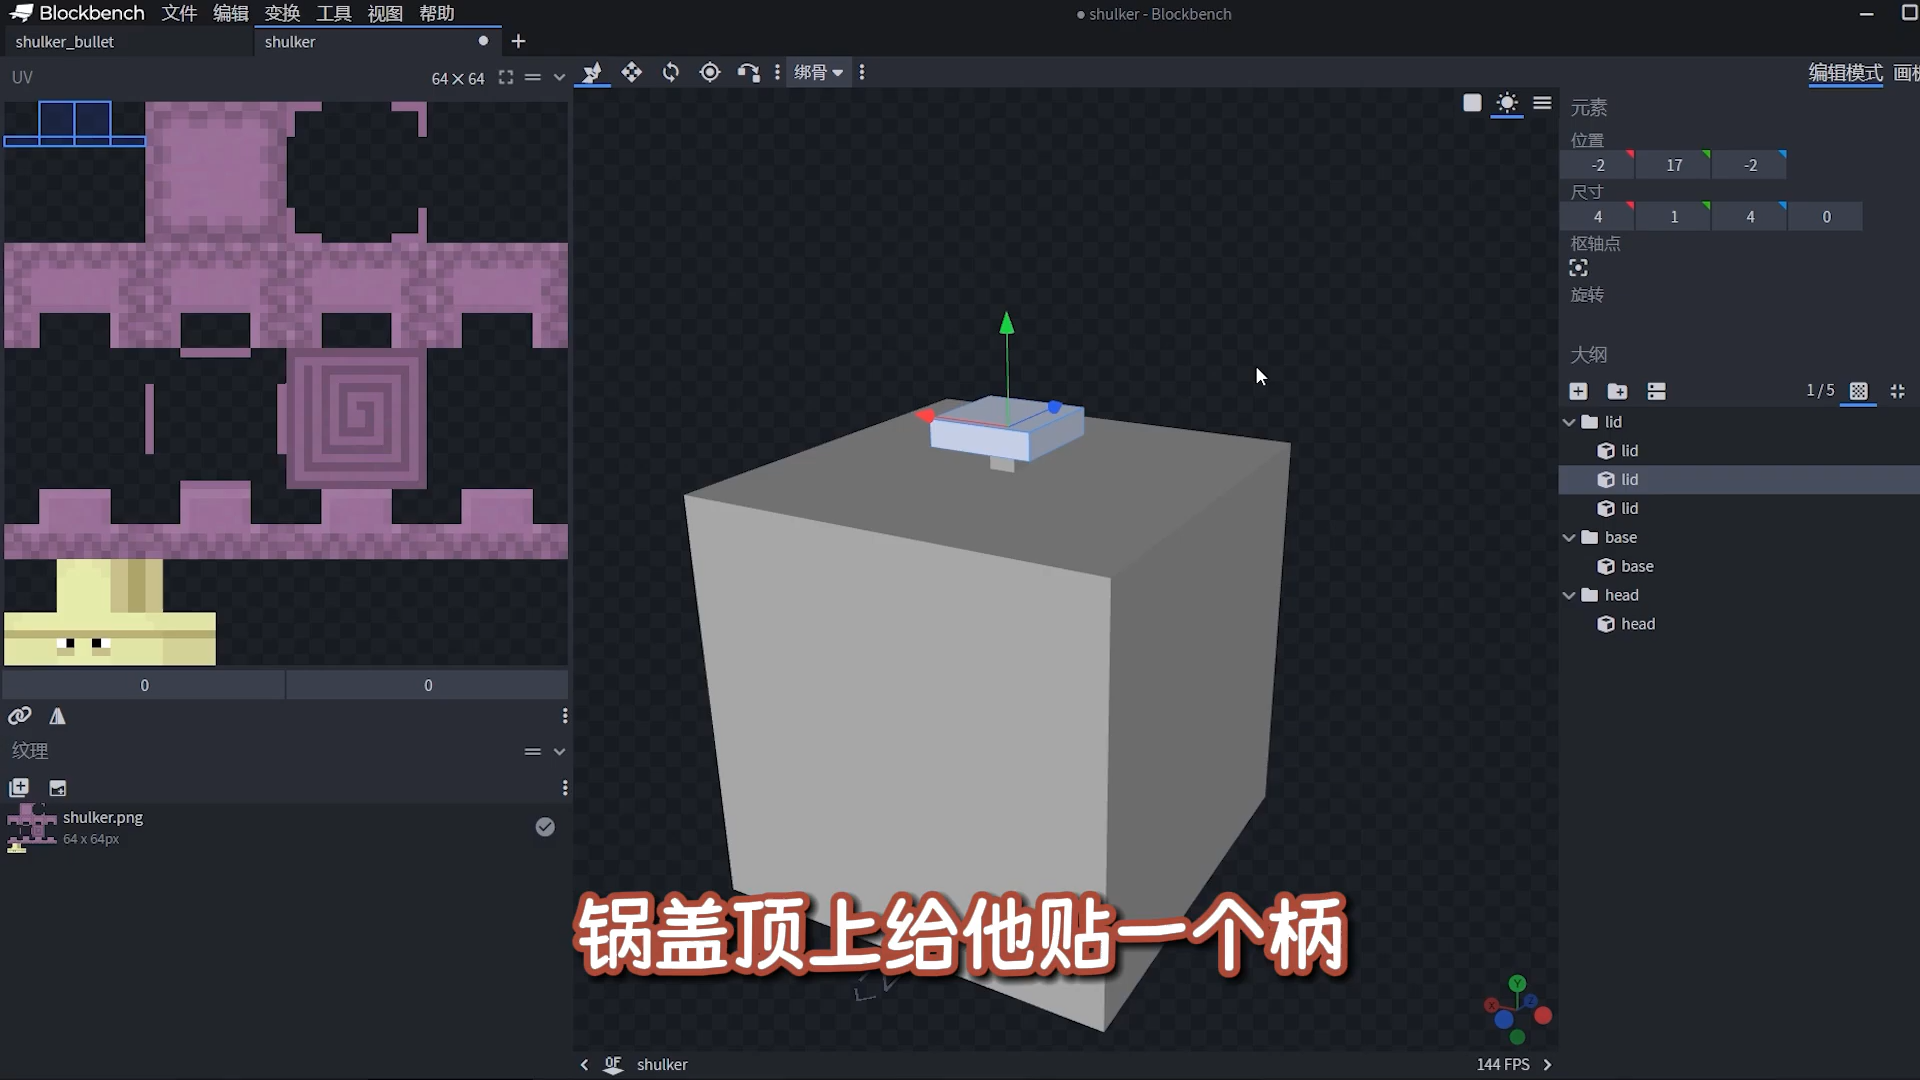 Blockbench 文件 编辑 变换 工具 视图 帮助
● shulker - Blockbench
shulker_bullet
shulker
UV
64 × 64
绑骨
编辑模式
元素
位置
-2 17 -2
尺寸
4 1 4 0
枢轴点
旋转
大纲
1 / 5
lid
lid
lid
lid
base
base
head
head
0 0
纹理
shulker.png
64 x 64px
锅盖顶上给他贴一个柄
Y
X
Z
OF shulker
144 FPS